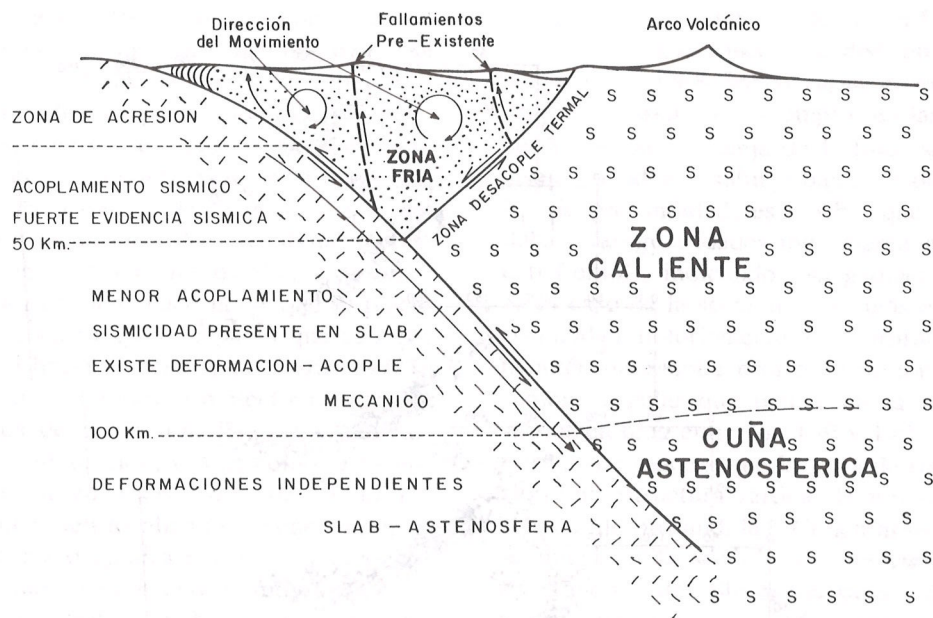 Dirección
del Movimiento
Fallamientos
Pre-Existente
Arco Volcánico
ZONA DE ACRESION
ZONA
FRIA
ZONA DESACOPLE TERMAL
ACOPLAMIENTO SISMICO
FUERTE EVIDENCIA SISMICA
50 Km.
ZONA
CALIENTE
MENOR ACOPLAMIENTO
SISMICIDAD PRESENTE EN SLAB
EXISTE DEFORMACION-ACOPLE
MECANICO
100 Km.
CUÑA
ASTENOSFERICA
DEFORMACIONES INDEPENDIENTES
SLAB-ASTENOSFERA